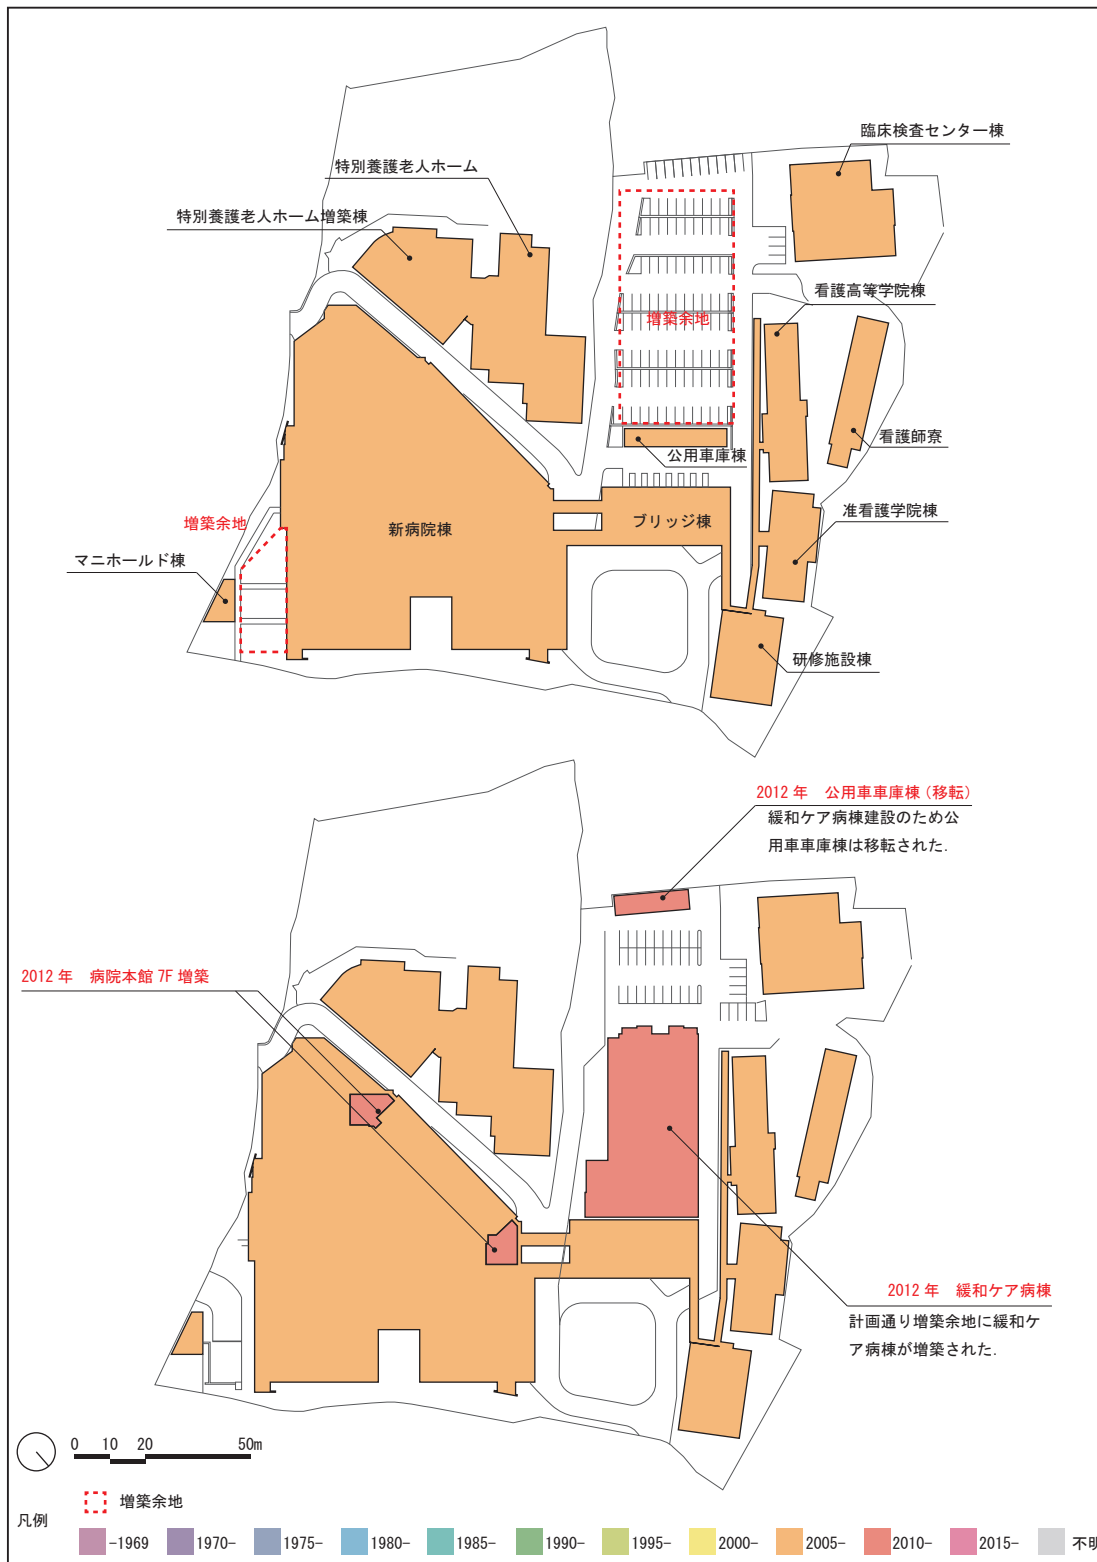 臨床検査センター棟
特別養護老人ホーム
特別養護老人ホーム増築棟
看護高等学院棟
増築余地
看護師寮
公用車庫棟
准看護学院棟
増築余地
新病院棟
ブリッジ棟
マニホールド棟
研修施設棟
2012 年　公用車車庫棟（移転）
緩和ケア病棟建設のため公
用車車庫棟は移転された.
2012 年　病院本館 7F 増築
2012 年　緩和ケア病棟
計画通り増築余地に緩和ケ
ア病棟が増築された.
0 10 20 50m
増築余地
凡例
-1969 1970- 1975- 1980- 1985- 1990- 1995- 2000- 2005- 2010- 2015- 不明